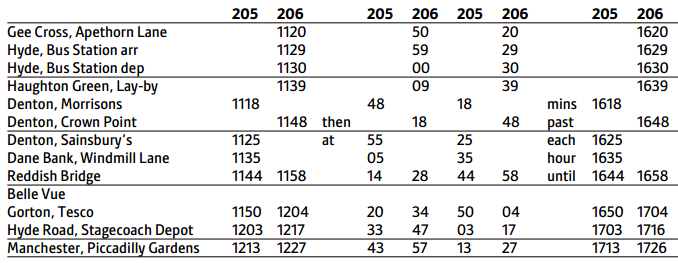 205 206 205 206 205 206 205 206
Gee Cross, Apethorn Lane 1120 50 20 1620
Hyde, Bus Station arr 1129 59 29 1629
Hyde, Bus Station dep 1130 00 30 1630
Haughton Green, Lay-by 1139 09 39 1639
Denton, Morrisons 1118 48 18 mins 1618
Denton, Crown Point 1148 then 18 48 past 1648
Denton, Sainsbury's 1125 at 55 25 each 1625
Dane Bank, Windmill Lane 1135 05 35 hour 1635
Reddish Bridge 1144 1158 14 28 44 58 until 1644 1658
Belle Vue
Gorton, Tesco 1150 1204 20 34 50 04 1650 1704
Hyde Road, Stagecoach Depot 1203 1217 33 47 03 17 1703 1716
Manchester, Piccadilly Gardens 1213 1227 43 57 13 27 1713 1726